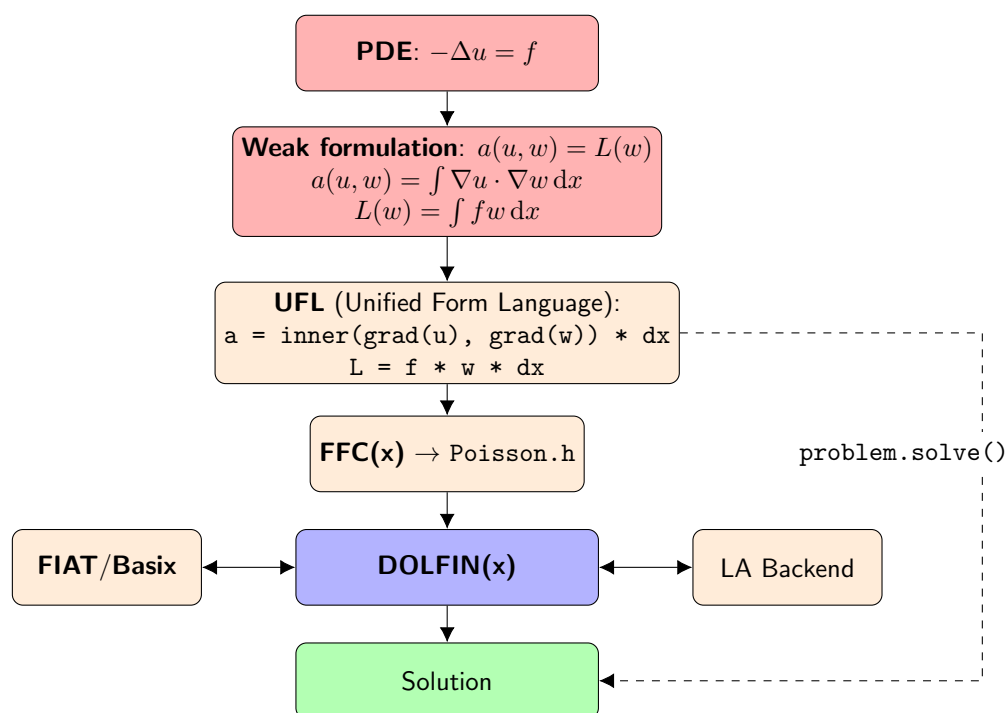 PDE: −Δu = f
Weak formulation: a(u, w) = L(w)
a(u, w) = ∫ ∇u · ∇w dx
L(w) = ∫ fw dx
UFL (Unified Form Language):
a = inner(grad(u), grad(w)) * dx
L = f * w * dx
FFC(x) → Poisson.h
problem.solve()
FIAT/Basix
DOLFIN(x)
LA Backend
Solution